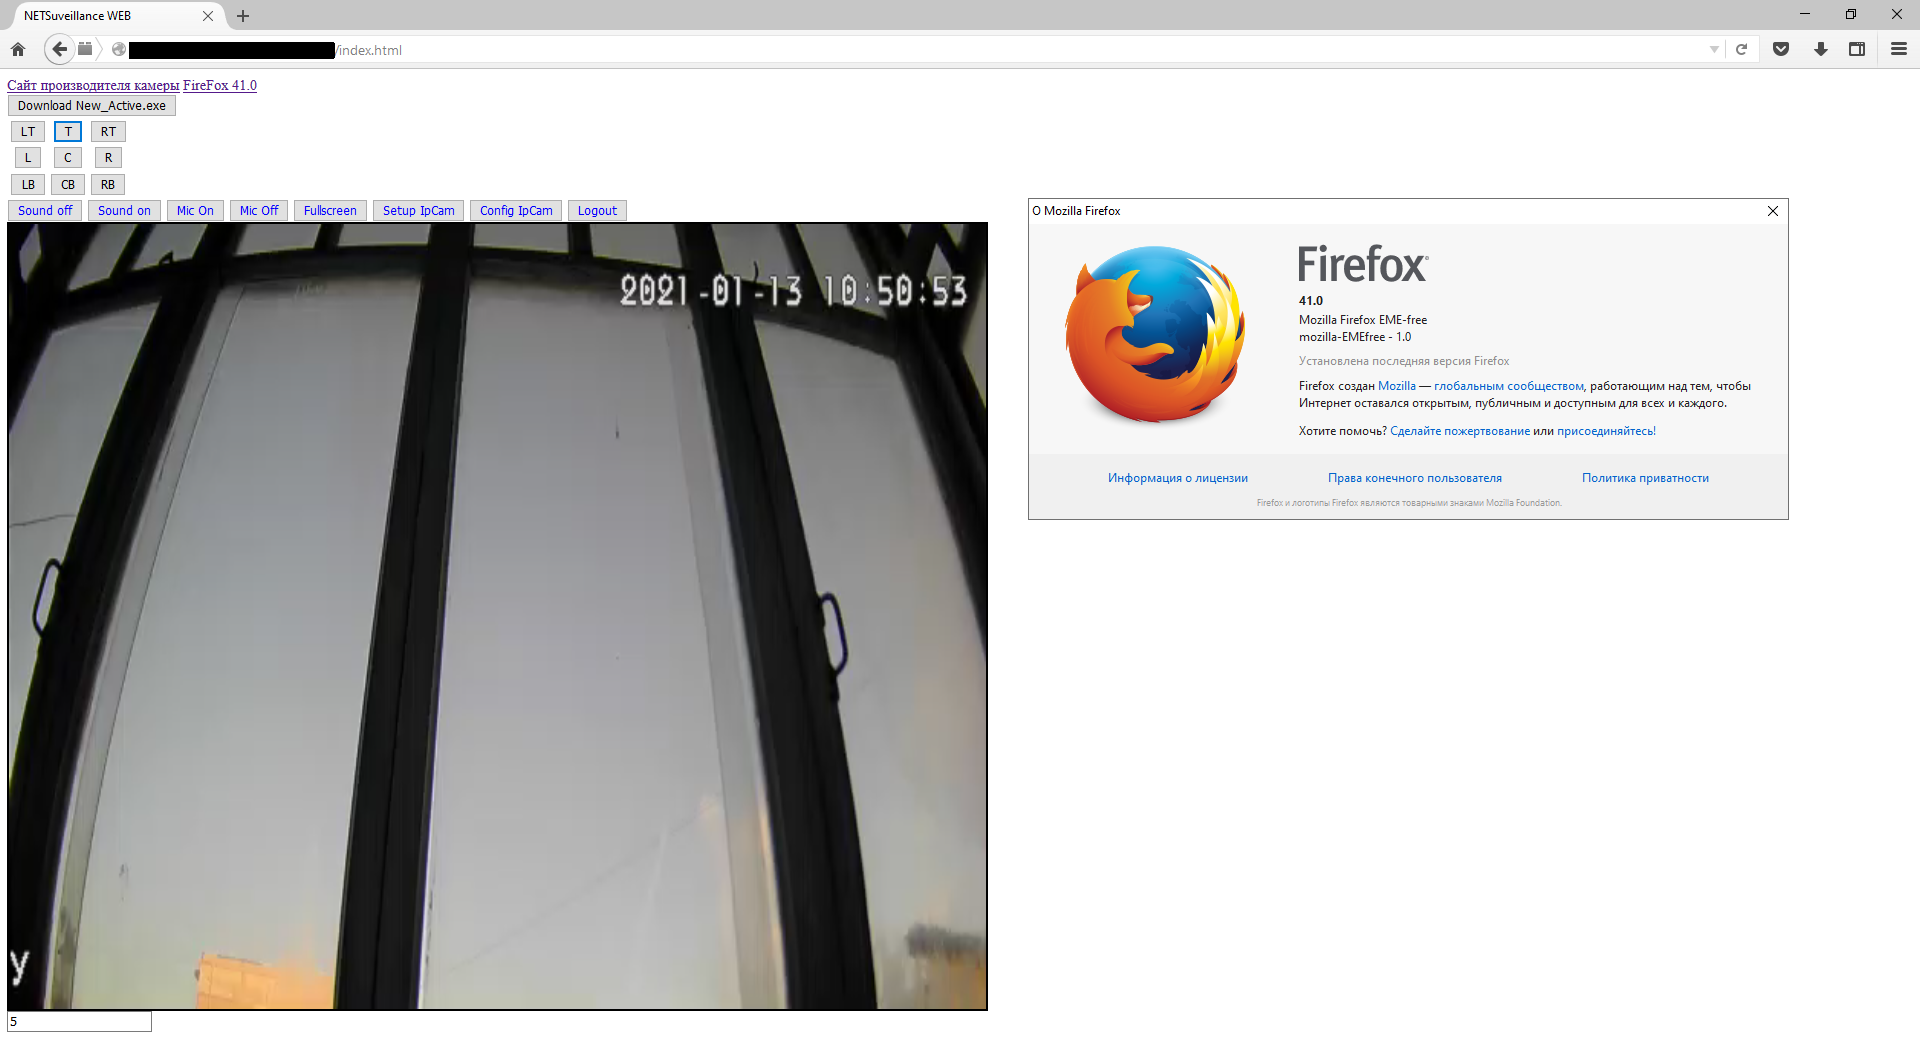 NETSuveillance WEB
/index.html
Сайт производителя камеры FireFox 41.0
Download New_Active.exe
LT T RT
L C R
LB CB RB
Sound off Sound on Mic On Mic Off Fullscreen Setup IpCam Config IpCam Logout
2021-01-13 10:50:53
y
5
О Mozilla Firefox
Firefox
41.0
Mozilla Firefox EME-free
mozilla-EMEfree - 1.0
Установлена последняя версия Firefox
Firefox создан Mozilla — глобальным сообществом, работающим над тем, чтобы
Интернет оставался открытым, публичным и доступным для всех и каждого.
Хотите помочь? Сделайте пожертвование или присоединяйтесь!
Информация о лицензии Права конечного пользователя Политика приватности
Firefox и логотипы Firefox являются товарными знаками Mozilla Foundation.